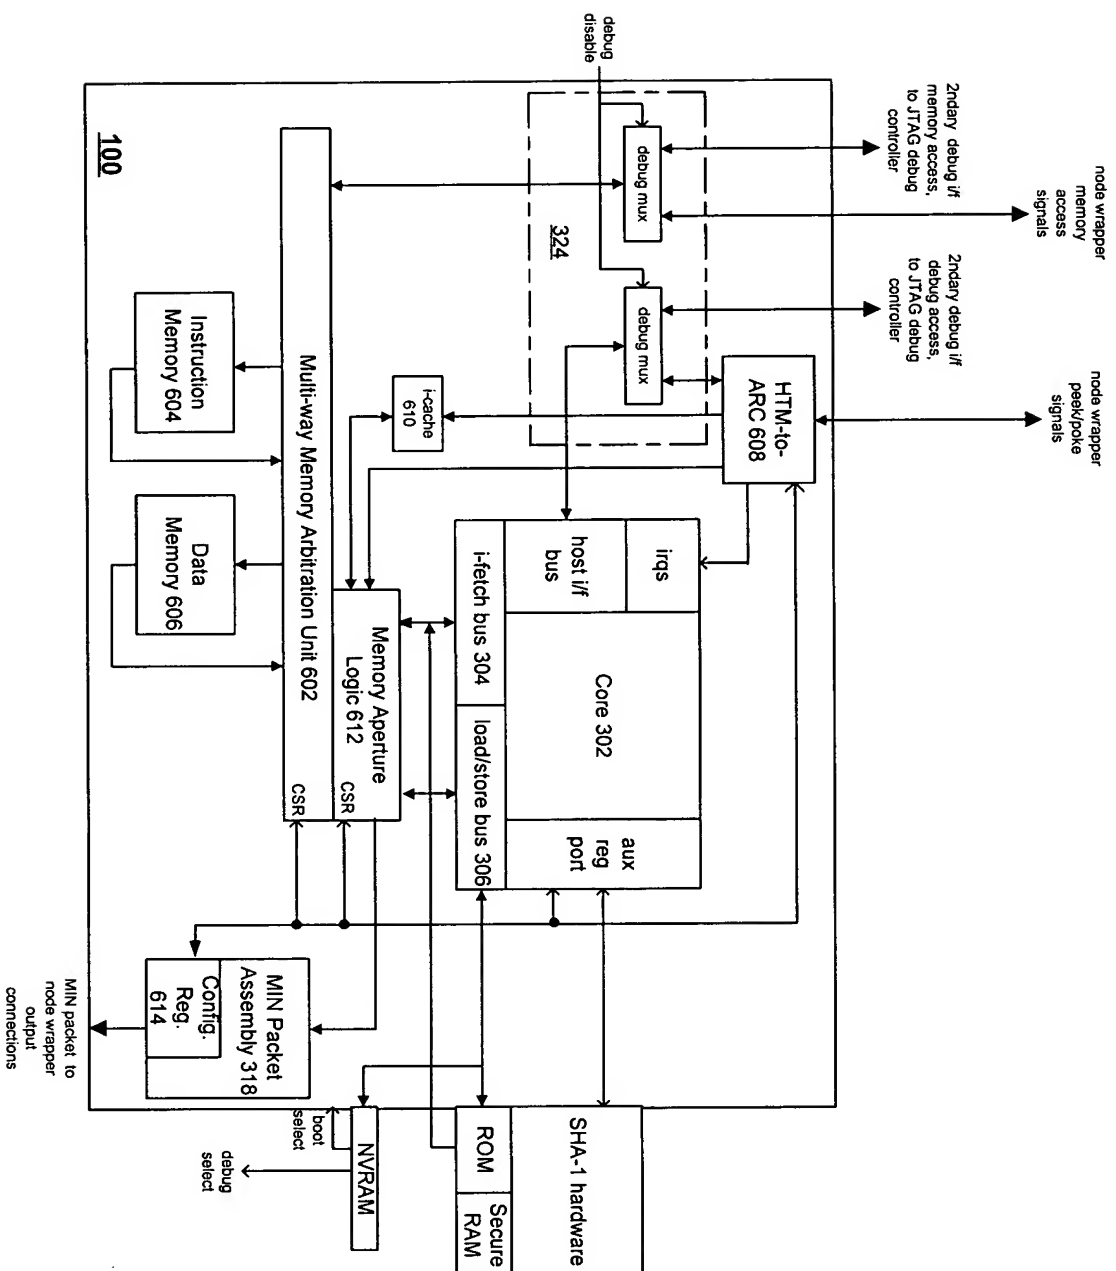 debug
disable
2ndary debug i/f
memory access,
to JTAG debug
controller
node wrapper
memory
access
signals
2ndary debug i/f
debug access,
to JTAG debug
controller
node wrapper
peek/poke
signals
100
324
debug mux
debug mux
HTM-to-
ARC 608
i-cache
610
Instruction
Memory 604
Data
Memory 606
Multi-way Memory Arbitration Unit 602
CSR
Memory Aperture
Logic 612
CSR
i-fetch bus 304
load/store bus 306
host i/f
bus
irqs
Core 302
aux
reg
port
MIN Packet
Assembly 318
Config.
Reg.
614
MIN packet to
node wrapper
output
connections
boot
select
debug
select
NVRAM
ROM
Secure
RAM
SHA-1 hardware